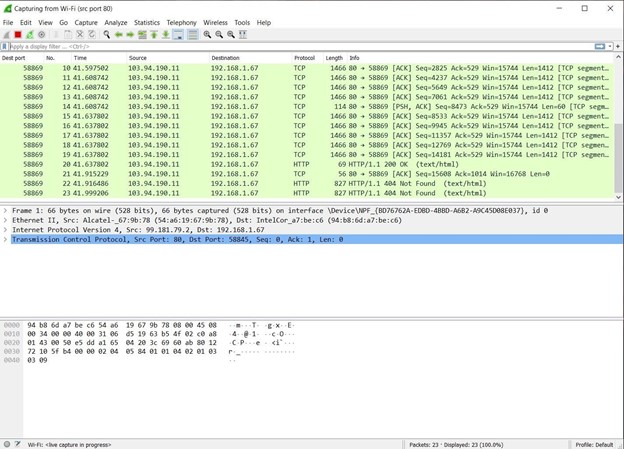 Capturing from Wi-Fi (src port 80)
File Edit View Go Capture Analyze Statistics Telephony Wireless Tools Help
Apply a display filter ... <Ctrl-/>
Dest port No. Time Source Destination Protocol Length Info
58869 10 41.597502 103.94.190.11 192.168.1.67 TCP 1466 80 → 58869 [ACK] Seq=2825 Ack=529 Win=15744 Len=1412 [TCP segment…
58869 11 41.608742 103.94.190.11 192.168.1.67 TCP 1466 80 → 58869 [ACK] Seq=4237 Ack=529 Win=15744 Len=1412 [TCP segment…
58869 12 41.608742 103.94.190.11 192.168.1.67 TCP 1466 80 → 58869 [ACK] Seq=5649 Ack=529 Win=15744 Len=1412 [TCP segment…
58869 13 41.608742 103.94.190.11 192.168.1.67 TCP 1466 80 → 58869 [ACK] Seq=7061 Ack=529 Win=15744 Len=1412 [TCP segment…
58869 14 41.608742 103.94.190.11 192.168.1.67 TCP 114 80 → 58869 [PSH, ACK] Seq=8473 Ack=529 Win=15744 Len=60 [TCP segm…
58869 15 41.637802 103.94.190.11 192.168.1.67 TCP 1466 80 → 58869 [ACK] Seq=8533 Ack=529 Win=15744 Len=1412 [TCP segment…
58869 16 41.637802 103.94.190.11 192.168.1.67 TCP 1466 80 → 58869 [ACK] Seq=9945 Ack=529 Win=15744 Len=1412 [TCP segment…
58869 17 41.637802 103.94.190.11 192.168.1.67 TCP 1466 80 → 58869 [ACK] Seq=11357 Ack=529 Win=15744 Len=1412 [TCP segmen…
58869 18 41.637802 103.94.190.11 192.168.1.67 TCP 1466 80 → 58869 [ACK] Seq=12769 Ack=529 Win=15744 Len=1412 [TCP segmen…
58869 19 41.637802 103.94.190.11 192.168.1.67 TCP 1466 80 → 58869 [ACK] Seq=14181 Ack=529 Win=15744 Len=1412 [TCP segmen…
58869 20 41.637802 103.94.190.11 192.168.1.67 HTTP 69 HTTP/1.1 200 OK (text/html)
58869 21 41.915229 103.94.190.11 192.168.1.67 TCP 56 80 → 58869 [ACK] Seq=15608 Ack=1014 Win=16768 Len=0
58869 22 41.916486 103.94.190.11 192.168.1.67 HTTP 827 HTTP/1.1 404 Not Found (text/html)
58869 23 41.999206 103.94.190.11 192.168.1.67 HTTP 827 HTTP/1.1 404 Not Found (text/html)
Frame 1: 66 bytes on wire (528 bits), 66 bytes captured (528 bits) on interface \Device\NPF_{BD76762A-EDBD-4BBD-A6B2-A9C45D08E037}, id 0
Ethernet II, Src: Alcatel-_67:9b:78 (54:a6:19:67:9b:78), Dst: IntelCor_a7:be:c6 (94:b8:6d:a7:be:c6)
Internet Protocol Version 4, Src: 99.181.79.2, Dst: 192.168.1.67
Transmission Control Protocol, Src Port: 80, Dst Port: 58845, Seq: 0, Ack: 1, Len: 0
0000 94 b8 6d a7 be c6 54 a6 19 67 9b 78 08 00 45 08 ··m···T· ·g·x··E·
0010 00 34 00 00 40 00 31 06 d5 19 63 b5 4f 02 c0 a8 ·4··@·1· ··c·O···
0020 01 43 00 50 e5 dd a1 65 04 20 3c 69 60 ab 80 12 ·C·P···e · <i`···
0030 72 10 5f b4 00 00 02 04 05 84 01 01 04 02 01 03 r·_····· ········
0040 03 09 ··
Wi-Fi: <live capture in progress> Packets: 23 · Displayed: 23 (100.0%) Profile: Default